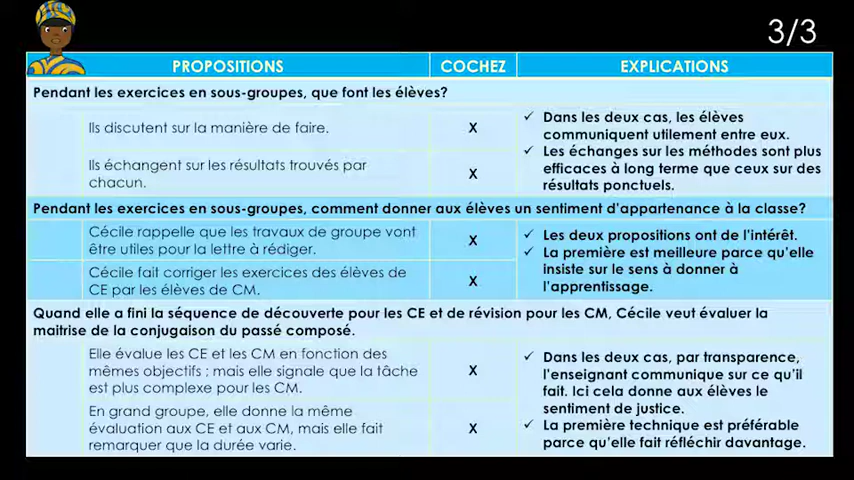 3/3
PROPOSITIONS COCHEZ EXPLICATIONS
Pendant les exercices en sous-groupes, que font les élèves?
Ils discutent sur la manière de faire.
X
Ils échangent sur les résultats trouvés par
chacun.
X
✓ Dans les deux cas, les élèves
communiquent utilement entre eux.
✓ Les échanges sur les méthodes sont plus
efficaces à long terme que ceux sur des
résultats ponctuels.
Pendant les exercices en sous-groupes, comment donner aux élèves un sentiment d'appartenance à la classe?
Cécile rappelle que les travaux de groupe vont
être utiles pour la lettre à rédiger.
X
Cécile fait corriger les exercices des élèves de
CE par les élèves de CM.
X
✓ Les deux propositions ont de l'intérêt.
✓ La première est meilleure parce qu'elle
insiste sur le sens à donner à
l'apprentissage.
Quand elle a fini la séquence de découverte pour les CE et de révision pour les CM, Cécile veut évaluer la
maitrise de la conjugaison du passé composé.
Elle évalue les CE et les CM en fonction des
mêmes objectifs ; mais elle signale que la tâche
est plus complexe pour les CM.
X
En grand groupe, elle donne la même
évaluation aux CE et aux CM, mais elle fait
remarquer que la durée varie.
X
✓ Dans les deux cas, par transparence,
l'enseignant communique sur ce qu'il
fait. Ici cela donne aux élèves le
sentiment de justice.
✓ La première technique est préférable
parce qu'elle fait réfléchir davantage.